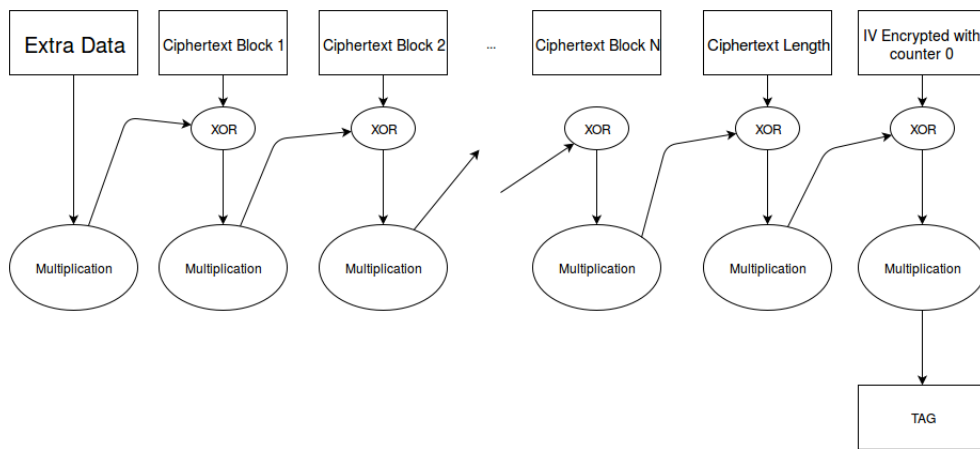 Extra Data
Ciphertext Block 1
Ciphertext Block 2
...
Ciphertext Block N
Ciphertext Length
IV Encrypted with
counter 0
XOR
XOR
XOR
XOR
XOR
Multiplication
Multiplication
Multiplication
Multiplication
Multiplication
Multiplication
TAG